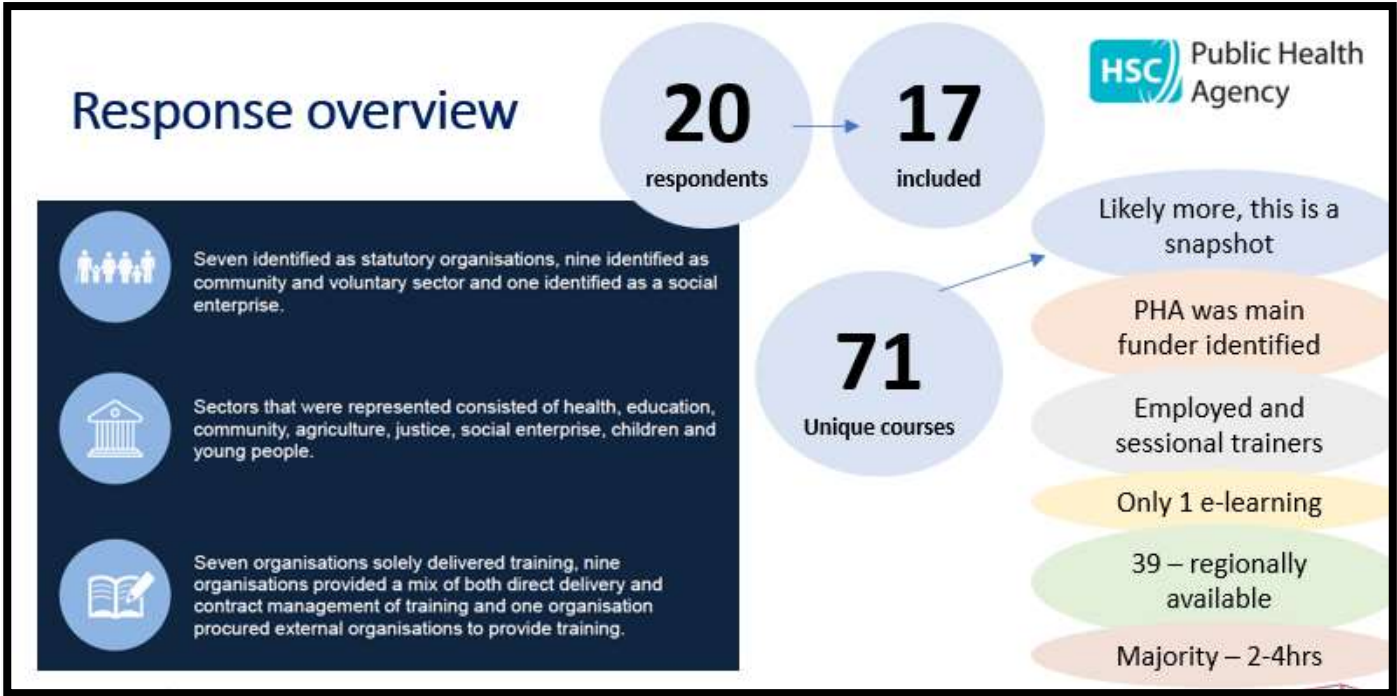 Response overview
20
respondents
17
included
HSC
Public Health
Agency
Seven identified as statutory organisations, nine identified as
community and voluntary sector and one identified as a social
enterprise.
Sectors that were represented consisted of health, education,
community, agriculture, justice, social enterprise, children and
young people.
Seven organisations solely delivered training, nine
organisations provided a mix of both direct delivery and
contract management of training and one organisation
procured external organisations to provide training.
71
Unique courses
Likely more, this is a
snapshot
PHA was main
funder identified
Employed and
sessional trainers
Only 1 e-learning
39 – regionally
available
Majority – 2-4hrs